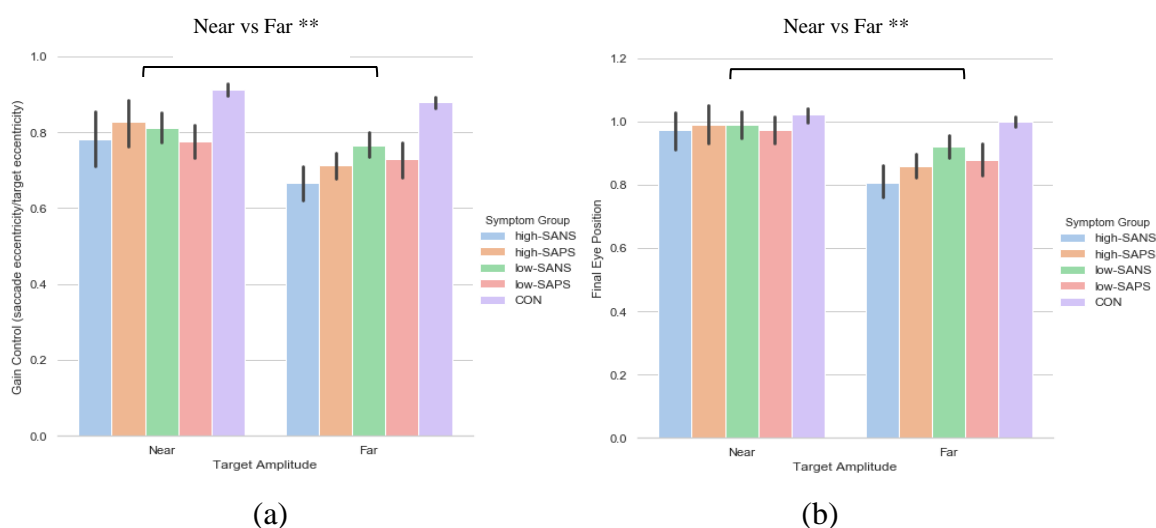 Near vs Far **
1.0
0.8
0.6
0.4
0.2
0.0
Gain Control (saccade eccentricity/target eccentricity)
Near
Far
Target Amplitude
Symptom Group
high-SANS
high-SAPS
low-SANS
low-SAPS
CON
(a)
Near vs Far **
1.2
1.0
0.8
0.6
0.4
0.2
0.0
Final Eye Position
Near
Far
Target Amplitude
Symptom Group
high-SANS
high-SAPS
low-SANS
low-SAPS
CON
(b)